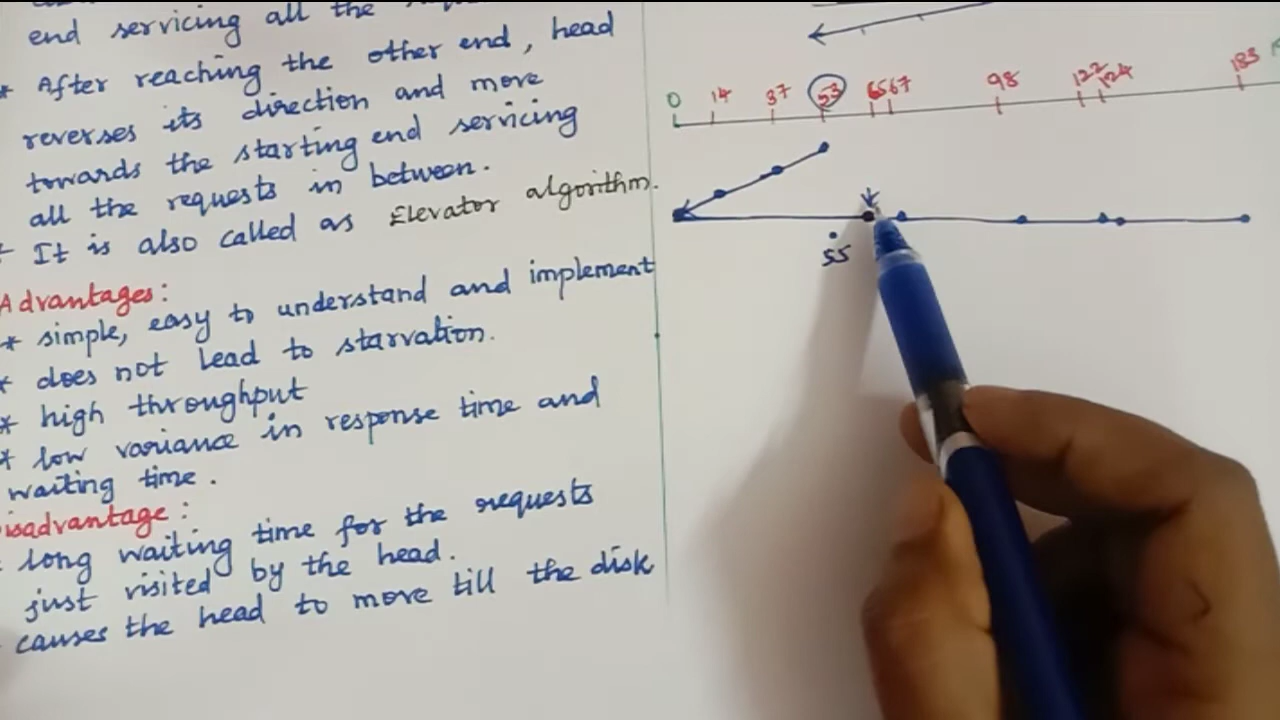 end servicing all the
* After reaching the other end, head
reverses its direction and move
towards the starting end servicing
all the requests in between.
It is also called as Elevator algorithm.
Advantages:
* simple, easy to understand and implement
* does not lead to starvation.
* high throughput
* low variance in response time and
waiting time.
isadvantage:
long waiting time for the requests
just visited by the head.
causes the head to move till the disk
0 14 37 53 65 67 98 122 124 183
55